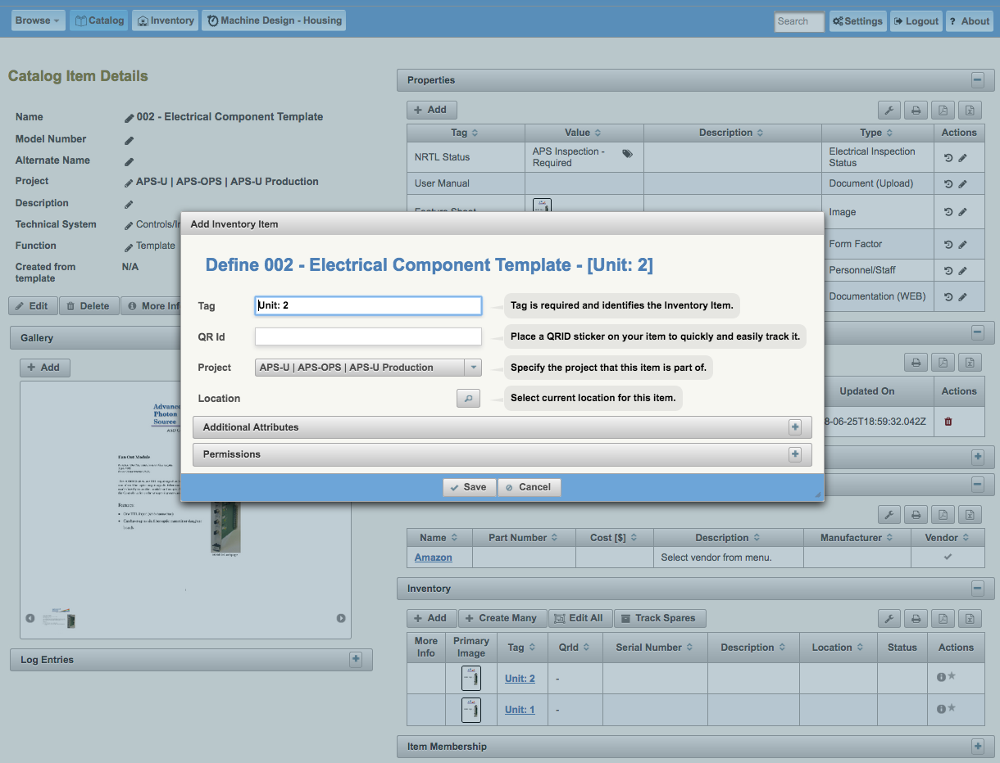 Browse
Catalog
Inventory
Machine Design - Housing
Search
Settings
Logout
? About
Catalog Item Details
Name
002 - Electrical Component Template
Model Number
Alternate Name
Project
APS-U | APS-OPS | APS-U Production
Description
Technical System
Controls/I
Function
Template
Created from template
N/A
Edit
Delete
More Inf
Gallery
Add
Advance
Photon
Source
Fan Out Module
Features
Log Entries
Properties
Add
Tag Value Description Type Actions
NRTL Status
APS Inspection - Required
Electrical Inspection Status
User Manual
Document (Upload)
Feature Sheet
Image
Form Factor
Personnel/Staff
Documentation (WEB)
Add Inventory Item
Define 002 - Electrical Component Template - [Unit: 2]
Tag
Unit: 2
Tag is required and identifies the Inventory Item.
QR Id
Place a QRID sticker on your item to quickly and easily track it.
Project
APS-U | APS-OPS | APS-U Production
Specify the project that this item is part of.
Location
Select current location for this item.
Additional Attributes
Permissions
Save
Cancel
Updated On
Actions
8-06-25T18:59:32.042Z
Name Part Number Cost [$] Description Manufacturer Vendor
Amazon
Select vendor from menu.
Inventory
Add
Create Many
Edit All
Track Spares
More Info
Primary Image
Tag QrId Serial Number Description Location Status Actions
Unit: 2 -
Unit: 1 -
Item Membership